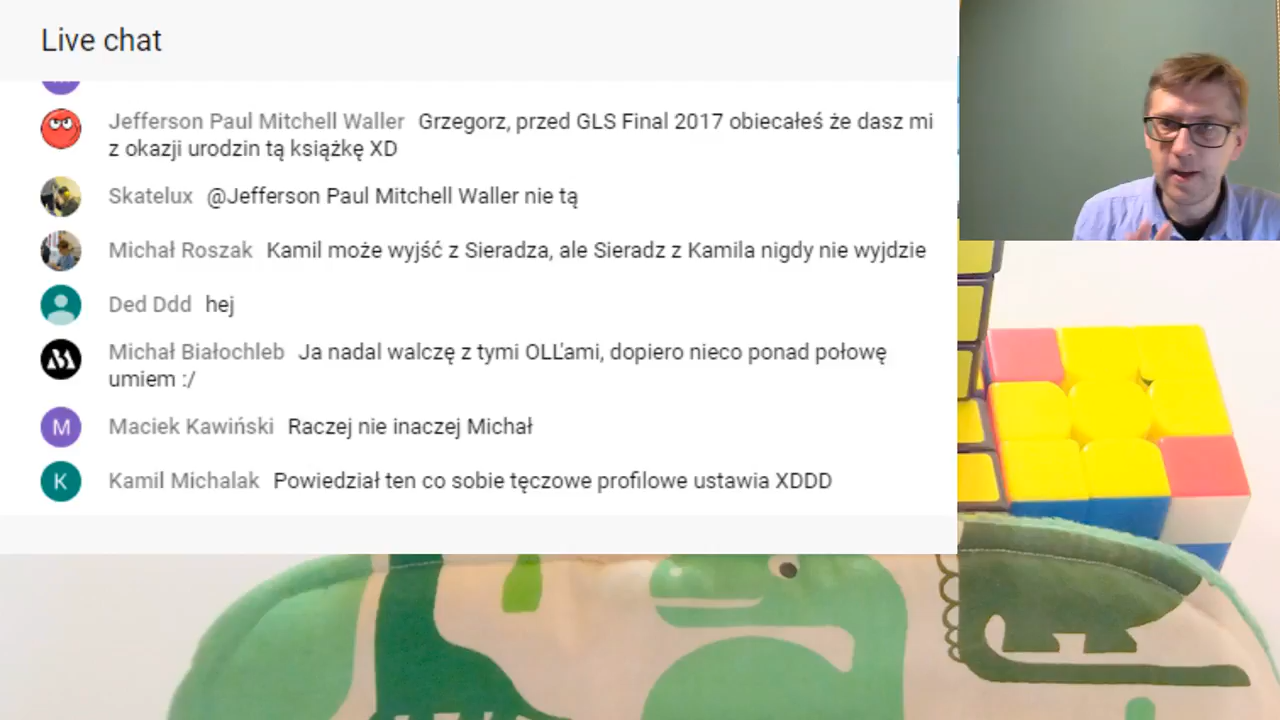 Live chat
Jefferson Paul Mitchell Waller Grzegorz, przed GLS Final 2017 obiecałeś że dasz mi
z okazji urodzin tą książkę XD
Skatelux @Jefferson Paul Mitchell Waller nie tą
Michał Roszak Kamil może wyjść z Sieradza, ale Sieradz z Kamila nigdy nie wyjdzie
Ded Ddd hej
Michał Białochleb Ja nadal walczę z tymi OLL'ami, dopiero nieco ponad połowę
umiem :/
M Maciek Kawiński Raczej nie inaczej Michał
K Kamil Michalak Powiedział ten co sobie tęczowe profilowe ustawia XDDD